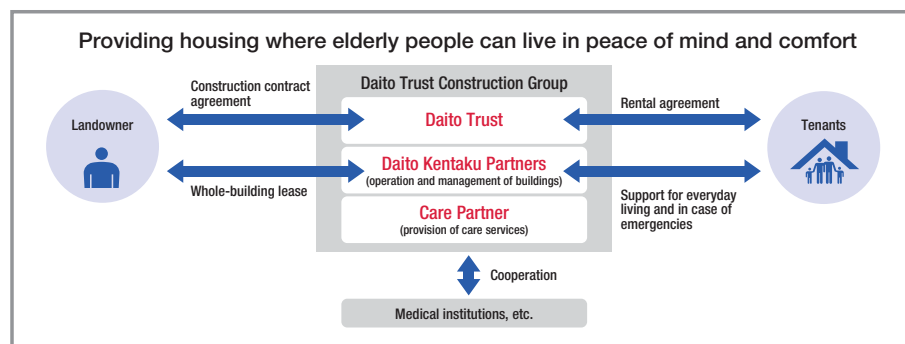 Providing housing where elderly people can live in peace of mind and comfort
Daito Trust Construction Group
Construction contract
agreement
Landowner
Daito Trust
Rental agreement
Tenants
Daito Kentaku Partners
(operation and management of buildings)
Whole-building lease
Support for everyday
living and in case of
emergencies
Care Partner
(provision of care services)
Cooperation
Medical institutions, etc.